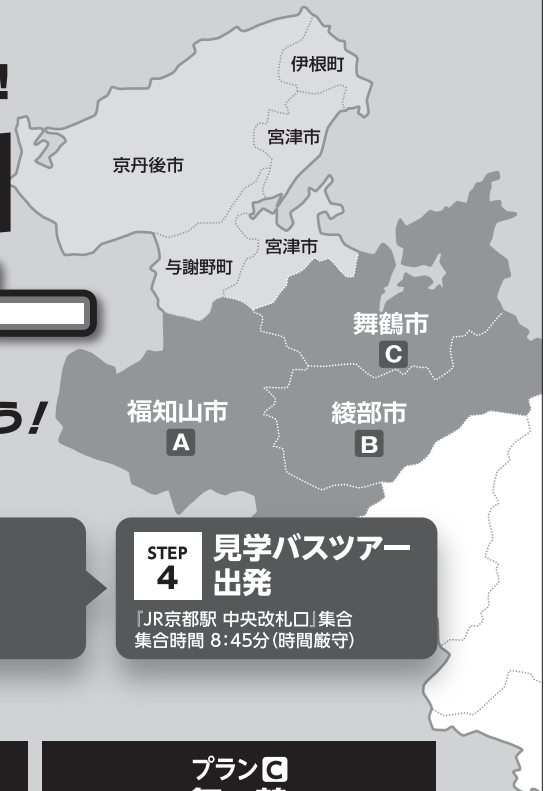 !
伊根町
宮津市
京丹後市
宮津市
与謝野町
舞鶴市
C
う!
福知山市
A
綾部市
B
STEP
4
見学バスツアー
出発
『JR京都駅 中央改札口』集合
集合時間 8:45分(時間厳守)
プランC